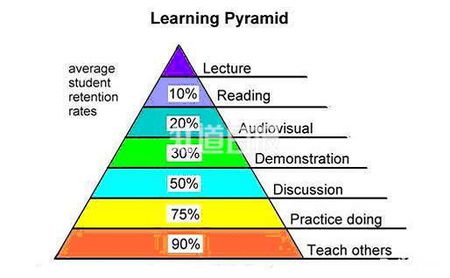 Learning Pyramid
average
student
retention
rates
Lecture
10% Reading
20% Audiovisual
30% Demonstration
50% Discussion
75% Practice doing
90% Teach others